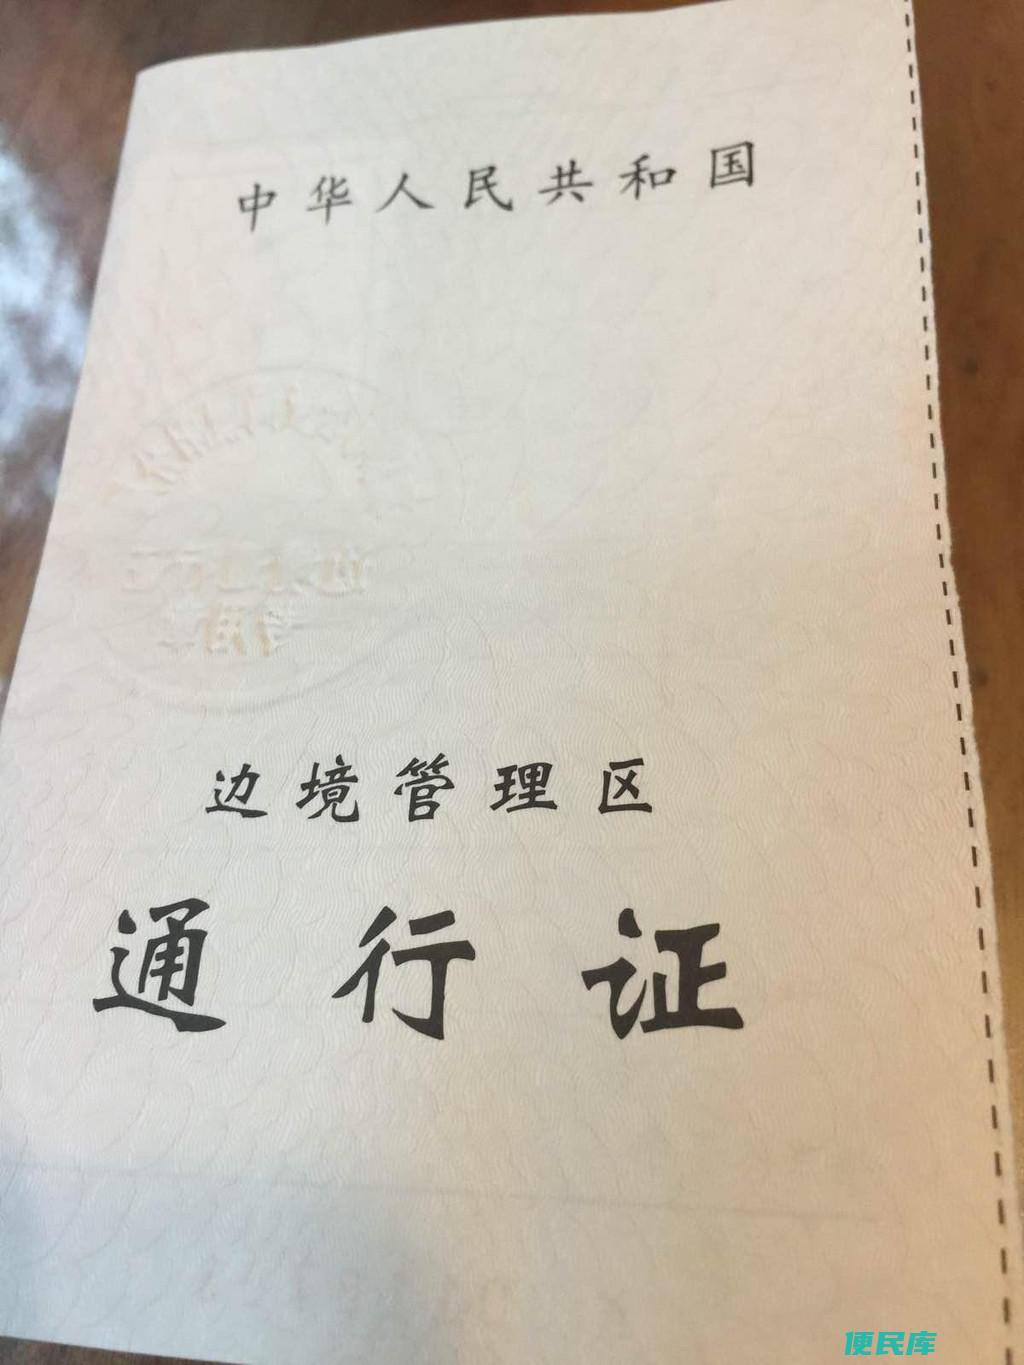 中华人民共和国
边境管理区
通行证
便民库